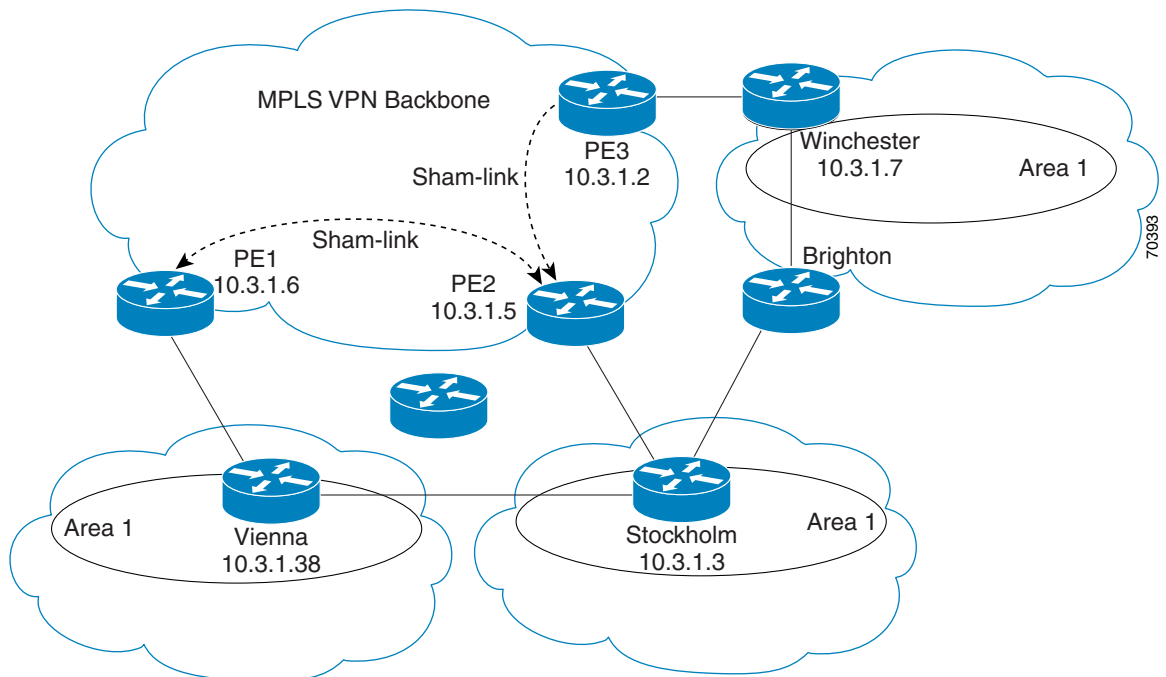 MPLS VPN Backbone
PE3
10.3.1.2
Winchester
10.3.1.7
Area 1
Sham-link
Sham-link
PE1
10.3.1.6
PE2
10.3.1.5
Brighton
70393
Area 1
Vienna
10.3.1.38
Stockholm
10.3.1.3
Area 1